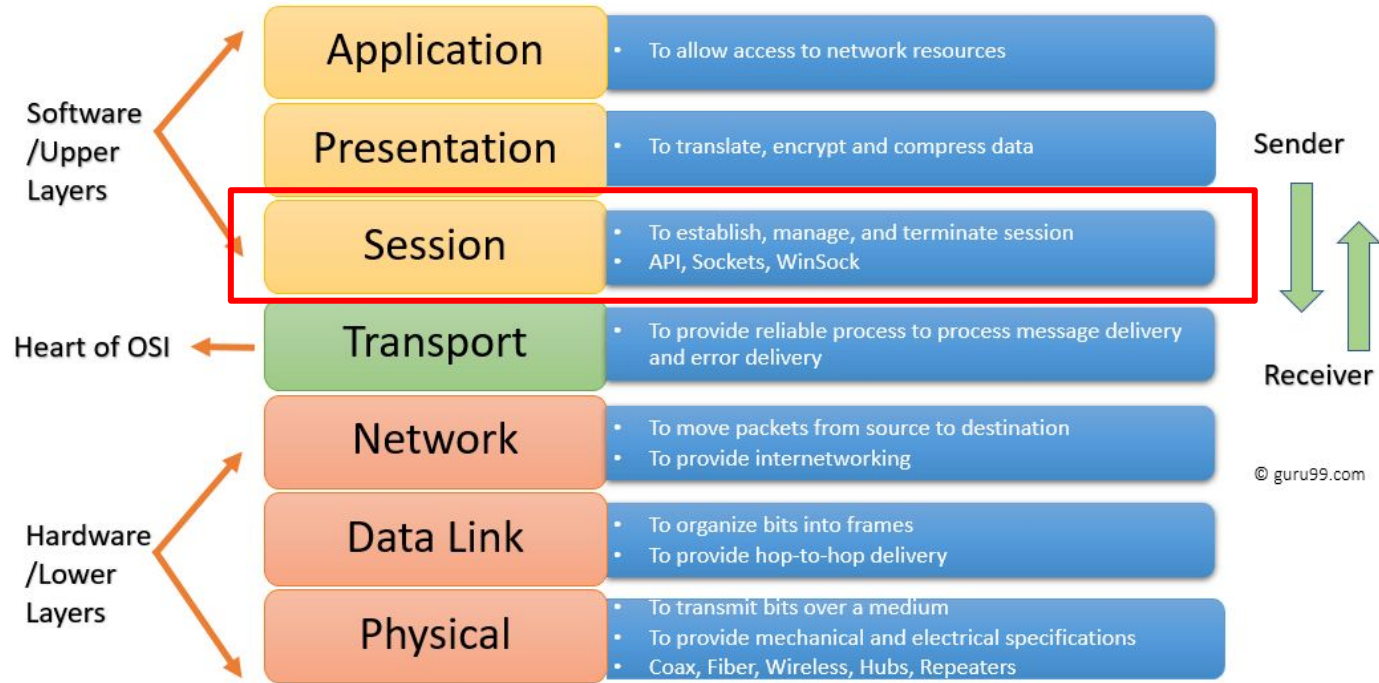 Application
• To allow access to network resources
Software
/Upper
Layers
Presentation
• To translate, encrypt and compress data
Sender
Session
• To establish, manage, and terminate session
• API, Sockets, WinSock
Heart of OSI
Transport
• To provide reliable process to process message delivery
and error delivery
Receiver
Network
• To move packets from source to destination
• To provide internetworking
© guru99.com
Hardware
/Lower
Layers
Data Link
• To organize bits into frames
• To provide hop-to-hop delivery
Physical
• To transmit bits over a medium
• To provide mechanical and electrical specifications
• Coax, Fiber, Wireless, Hubs, Repeaters